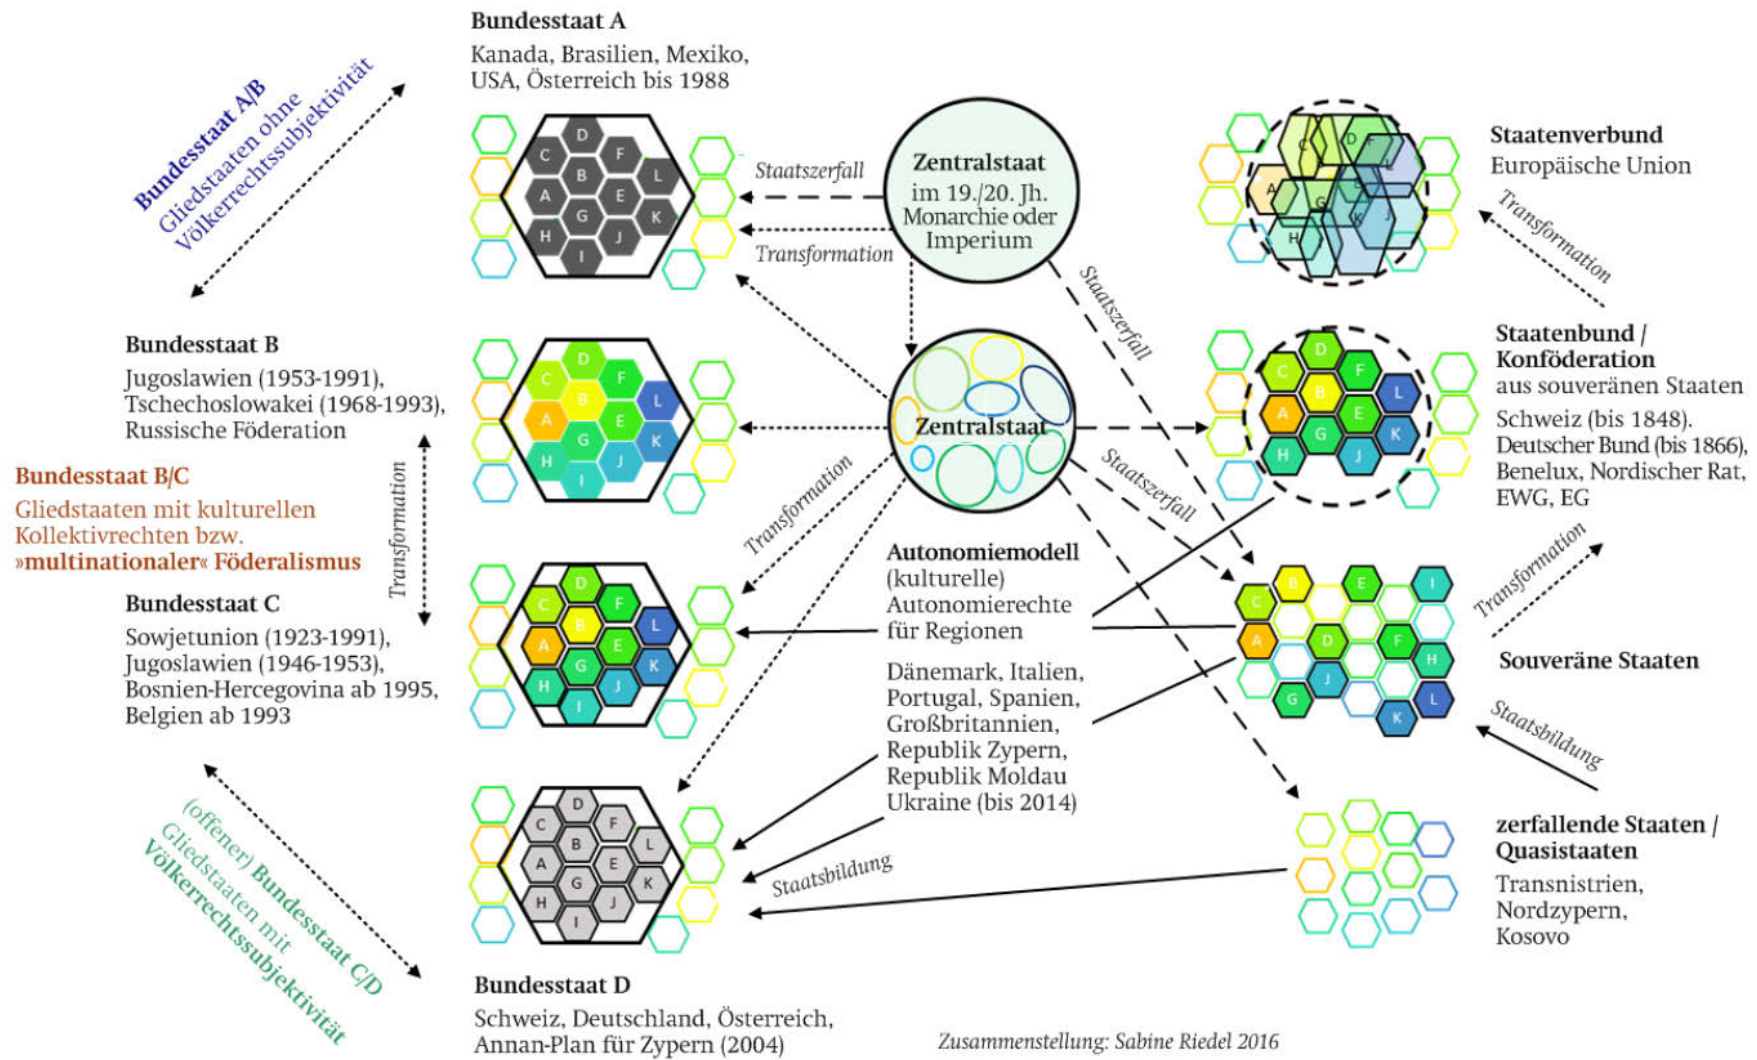 Bundesstaat A
Kanada, Brasilien, Mexiko,
USA, Österreich bis 1988
Bundesstaat A/B
Gliedstaaten ohne
Völkerrechtssubjektivität
D
C
F
B
L
A
E
G
K
H
J
I
Staatszerfall
Transformation
Zentralstaat
im 19./20. Jh.
Monarchie oder
Imperium
Staatszerfall
C
D
F
L
A
G
K
J
H
Staatenverbund
Europäische Union
Transformation
Bundesstaat B
Jugoslawien (1953-1991),
Tschechoslowakei (1968-1993),
Russische Föderation
D
C
F
B
L
A
E
G
K
H
J
I
Zentralstaat
D
C
F
B
L
A
E
G
K
H
J
Staatenbund /
Konföderation
aus souveränen Staaten
Schweiz (bis 1848).
Deutscher Bund (bis 1866),
Benelux, Nordischer Rat,
EWG, EG
Bundesstaat B/C
Gliedstaaten mit kulturellen
Kollektivrechten bzw.
»multinationaler« Föderalismus
Transformation
Transformation
Staatszerfall
Transformation
Bundesstaat C
Sowjetunion (1923-1991),
Jugoslawien (1946-1953),
Bosnien-Hercegovina ab 1995,
Belgien ab 1993
D
C
F
B
L
A
E
G
K
H
J
I
Autonomiemodell
(kulturelle)
Autonomierechte
für Regionen
Dänemark, Italien,
Portugal, Spanien,
Großbritannien,
Republik Zypern,
Republik Moldau
Ukraine (bis 2014)
B
E
I
C
A
D
F
H
J
G
L
K
Souveräne Staaten
Staatsbildung
(offener) Bundesstaat C/D
Gliedstaaten mit
Völkerrechtssubjektivität
D
C
F
B
L
A
E
G
K
H
J
I
Staatsbildung
zerfallende Staaten /
Quasistaaten
Transnistrien,
Nordzypern,
Kosovo
Bundesstaat D
Schweiz, Deutschland, Österreich,
Annan-Plan für Zypern (2004)
Zusammenstellung: Sabine Riedel 2016